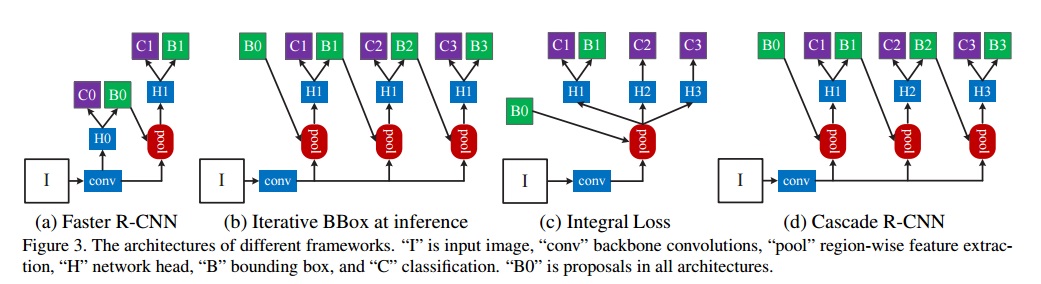 C1 B1 B0 C1 B1 C2 B2 C3 B3 C1 B1 C2 C3 B0 C1 B1 C2 B2 C3 B3
C0 B0 H1 H1 H1 H1 H1 H2 H3 H1 H2 H3
B0
H0 pool pool pool pool pool pool pool pool
I conv I conv I conv I conv
(a) Faster R-CNN (b) Iterative BBox at inference (c) Integral Loss (d) Cascade R-CNN
Figure 3. The architectures of different frameworks. “I” is input image, “conv” backbone convolutions, “pool” region-wise feature extrac-
tion, “H” network head, “B” bounding box, and “C” classification. “B0” is proposals in all architectures.